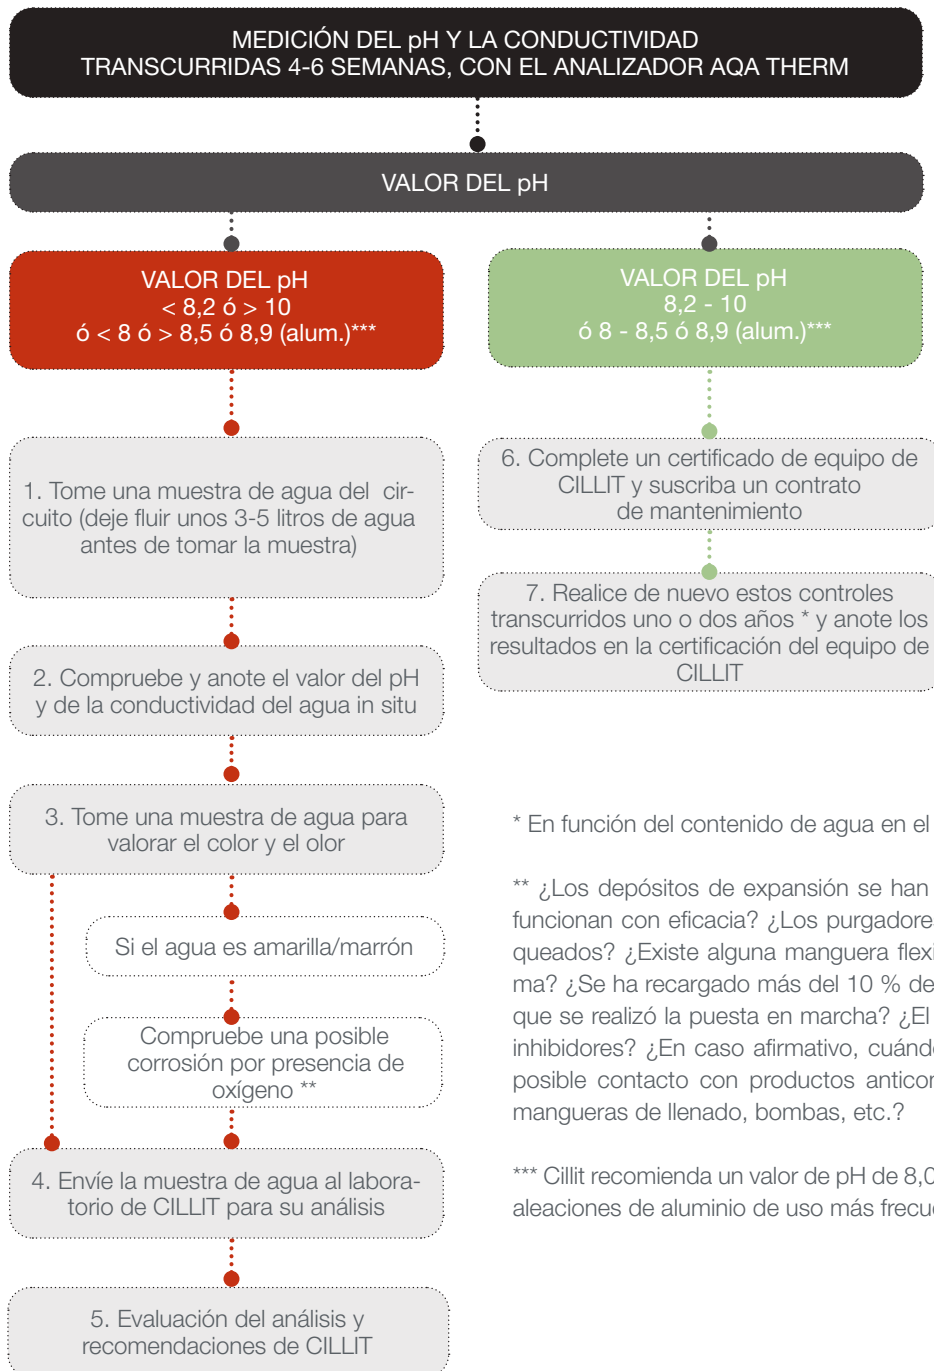 MEDICIÓN DEL pH Y LA CONDUCTIVIDAD
TRANSCURRIDAS 4-6 SEMANAS, CON EL ANALIZADOR AQA THERM
VALOR DEL pH
VALOR DEL pH
< 8,2 ó > 10
ó < 8 ó > 8,5 ó 8,9 (alum.)***
1. Tome una muestra de agua del cir-
cuito (deje fluir unos 3-5 litros de agua
antes de tomar la muestra)
2. Compruebe y anote el valor del pH
y de la conductividad del agua in situ
3. Tome una muestra de agua para
valorar el color y el olor
Si el agua es amarilla/marrón
Compruebe una posible
corrosión por presencia de
oxígeno **
4. Envíe la muestra de agua al labora-
torio de CILLIT para su análisis
5. Evaluación del análisis y
recomendaciones de CILLIT
VALOR DEL pH
8,2 - 10
ó 8 - 8,5 ó 8,9 (alum.)***
6. Complete un certificado de equipo de
CILLIT y suscriba un contrato
de mantenimiento
7. Realice de nuevo estos controles
transcurridos uno o dos años * y anote los
resultados en la certificación del equipo de
CILLIT
* En función del contenido de agua en el
** ¿Los depósitos de expansión se han
funcionan con eficacia? ¿Los purgadores
queados? ¿Existe alguna manguera flexi
ma? ¿Se ha recargado más del 10 % de
que se realizó la puesta en marcha? ¿El
inhibidores? ¿En caso afirmativo, cuándo
posible contacto con productos anticor
mangueras de llenado, bombas, etc.?
*** Cillit recomienda un valor de pH de 8,0
aleaciones de aluminio de uso más frecue